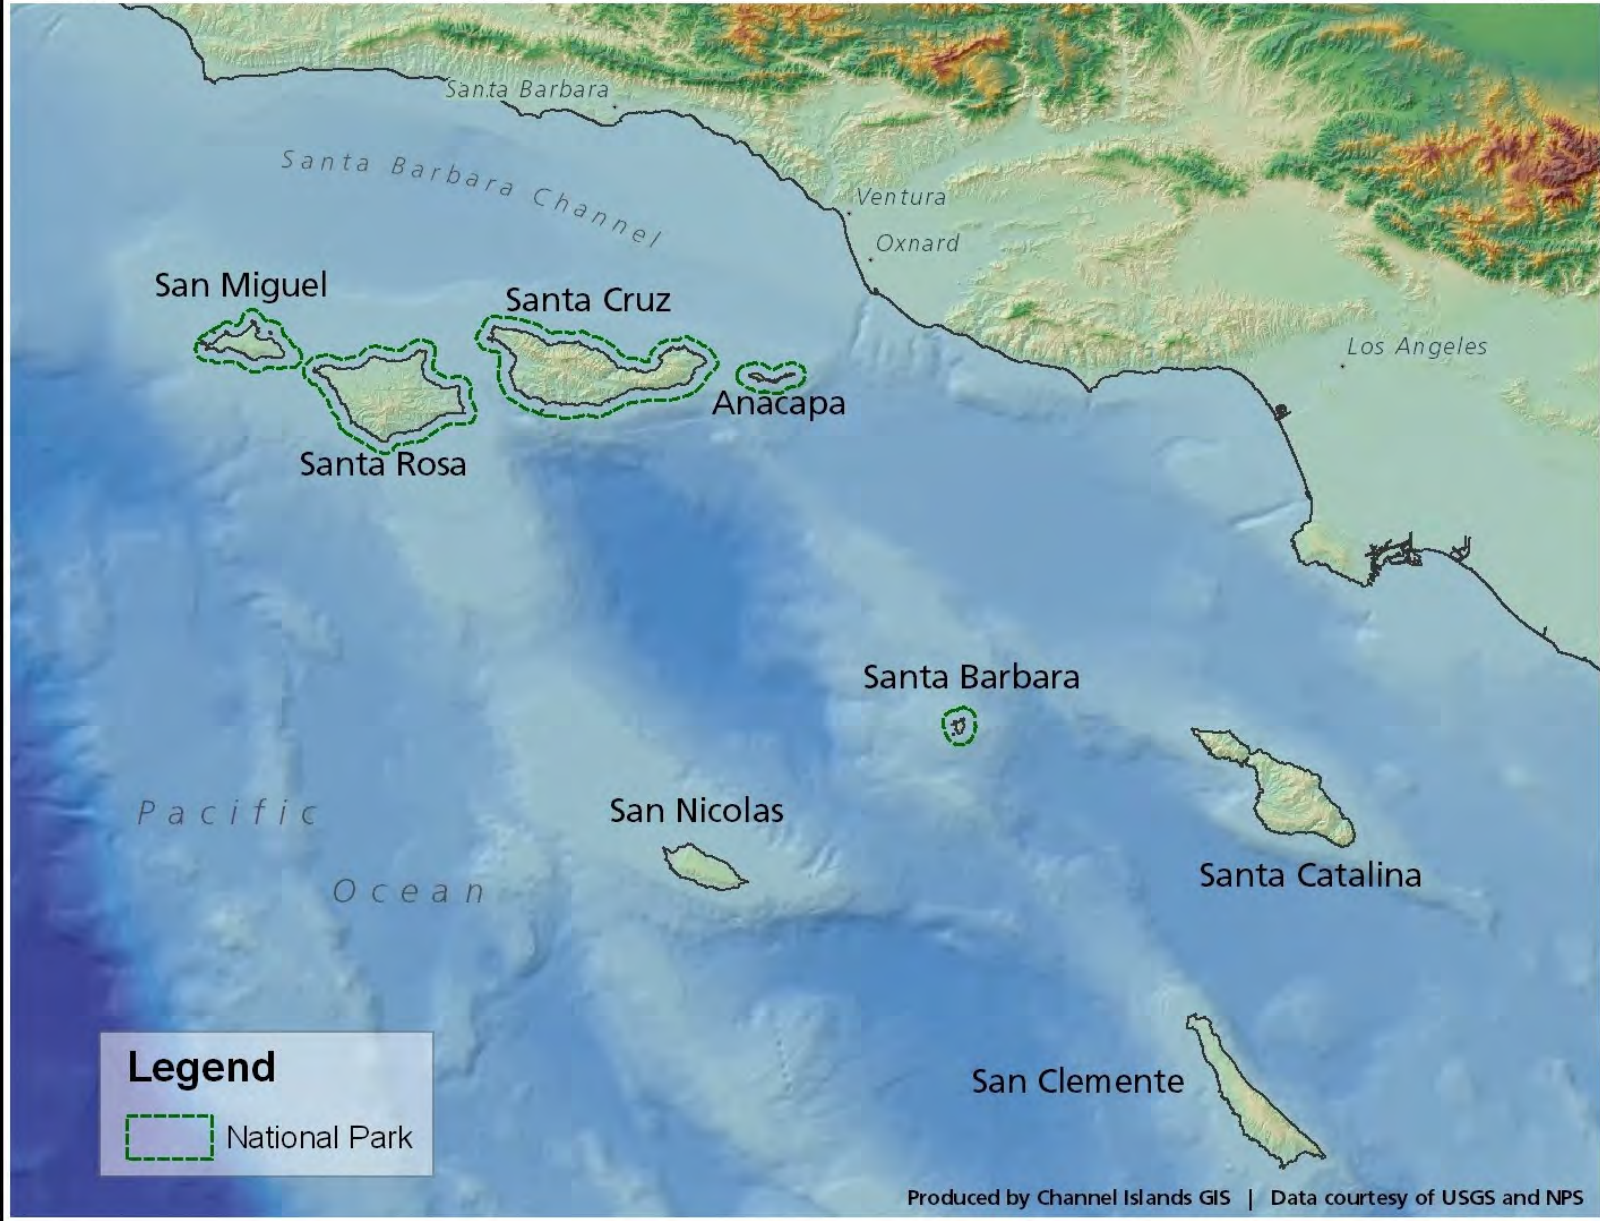 Santa Barbara
Santa Barbara Channel
Ventura
Oxnard
San Miguel
Santa Cruz
Los Angeles
Anacapa
Santa Rosa
Santa Barbara
Pacific
Ocean
San Nicolas
Santa Catalina
San Clemente
Legend
National Park
Produced by Channel Islands GIS | Data courtesy of USGS and NPS